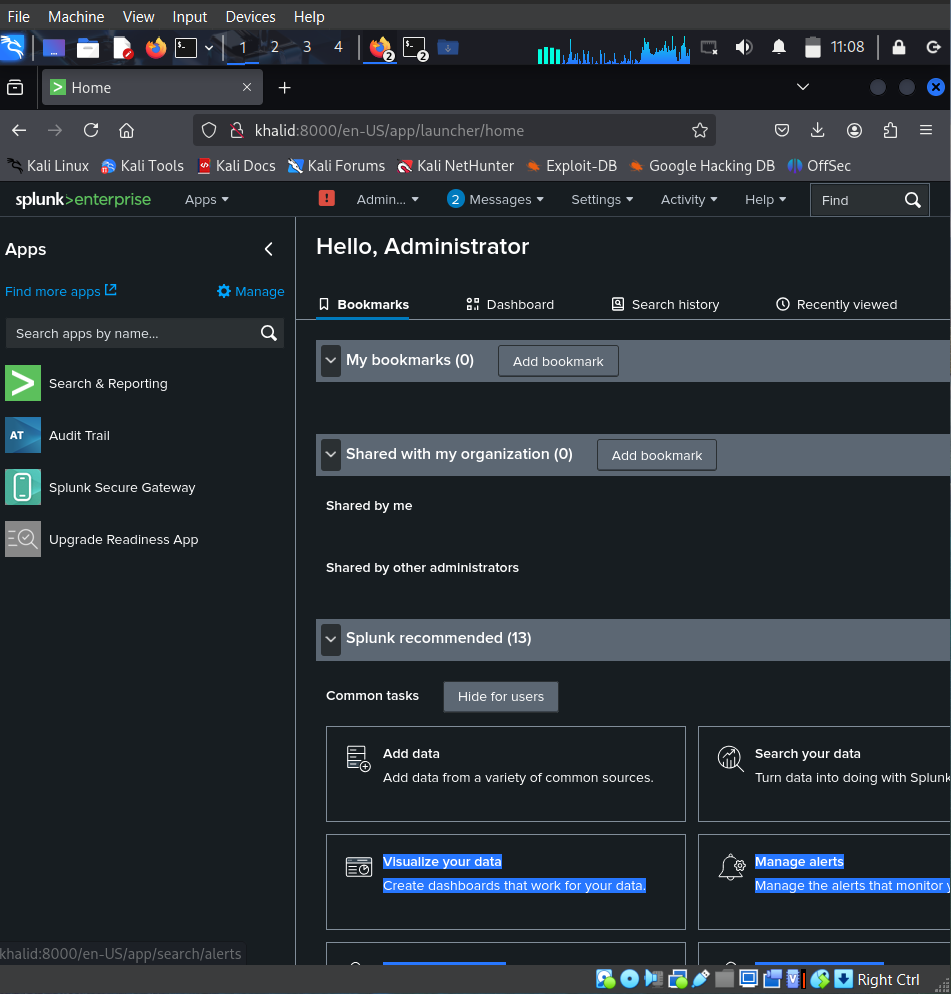 File Machine View Input Devices Help
1 2 3 4 2 2 11:08
Home
khalid:8000/en-US/app/launcher/home
Kali Linux Kali Tools Kali Docs Kali Forums Kali NetHunter Exploit-DB Google Hacking DB OffSec
splunk>enterprise Apps Admin... 2 Messages Settings Activity Help Find
Apps
Find more apps Manage
Search apps by name...
Search & Reporting
AT Audit Trail
Splunk Secure Gateway
Upgrade Readiness App
Hello, Administrator
Bookmarks Dashboard Search history Recently viewed
My bookmarks (0) Add bookmark
Shared with my organization (0) Add bookmark
Shared by me
Shared by other administrators
Splunk recommended (13)
Common tasks Hide for users
Add data
Add data from a variety of common sources.
Search your data
Turn data into doing with Splunk
Visualize your data
Create dashboards that work for your data.
Manage alerts
Manage the alerts that monitor
khalid:8000/en-US/app/search/alerts
Right Ctrl